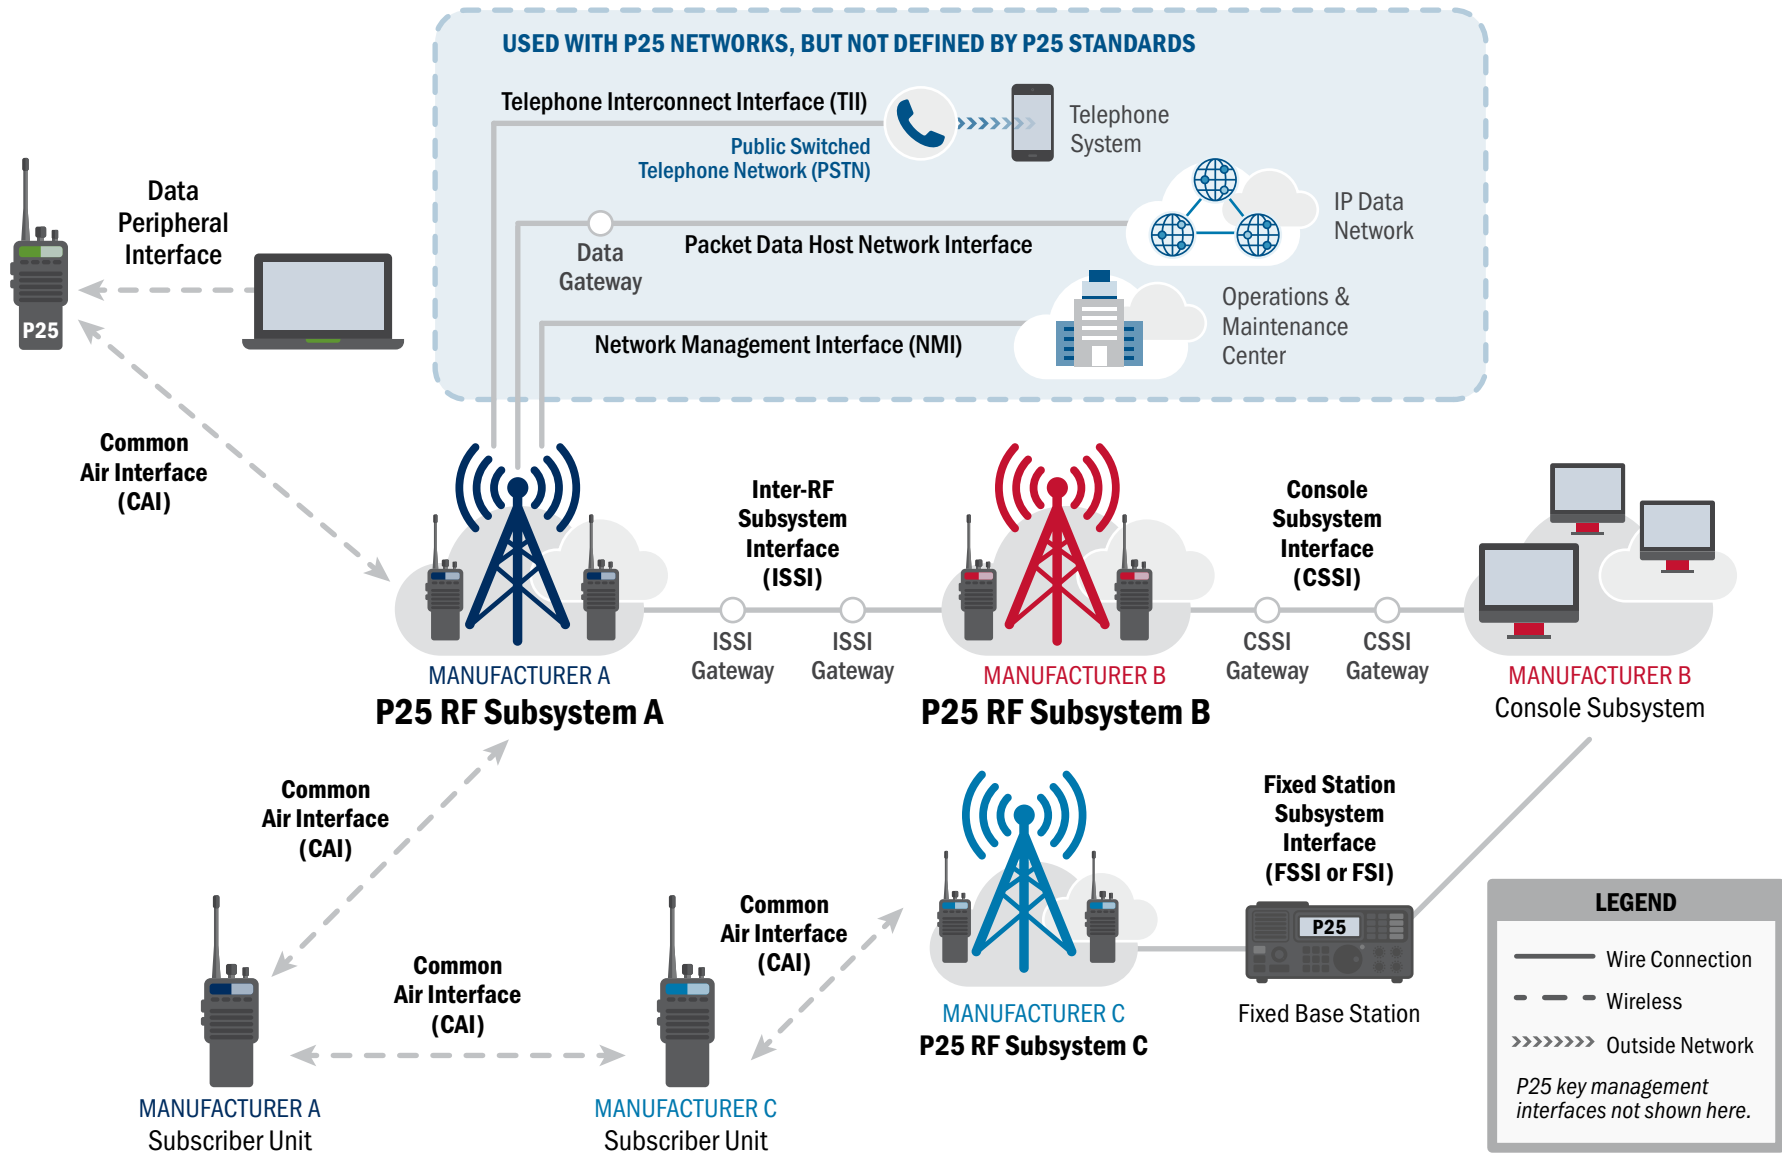 USED WITH P25 NETWORKS, BUT NOT DEFINED BY P25 STANDARDS
Telephone Interconnect Interface (TII)
Public Switched
Telephone Network (PSTN)
Telephone
System
Data
Gateway
Packet Data Host Network Interface
IP Data
Network
Network Management Interface (NMI)
Operations &
Maintenance
Center
Data
Peripheral
Interface
P25
Common
Air Interface
(CAI)
Inter-RF
Subsystem
Interface
(ISSI)
Console
Subsystem
Interface
(CSSI)
ISSI
Gateway
ISSI
Gateway
CSSI
Gateway
CSSI
Gateway
MANUFACTURER A
P25 RF Subsystem A
MANUFACTURER B
P25 RF Subsystem B
MANUFACTURER B
Console Subsystem
Common
Air Interface
(CAI)
Fixed Station
Subsystem
Interface
(FSSI or FSI)
Common
Air Interface
(CAI)
Common
Air Interface
(CAI)
P25
MANUFACTURER C
P25 RF Subsystem C
Fixed Base Station
MANUFACTURER A
Subscriber Unit
MANUFACTURER C
Subscriber Unit
LEGEND
Wire Connection
Wireless
Outside Network
P25 key management
interfaces not shown here.